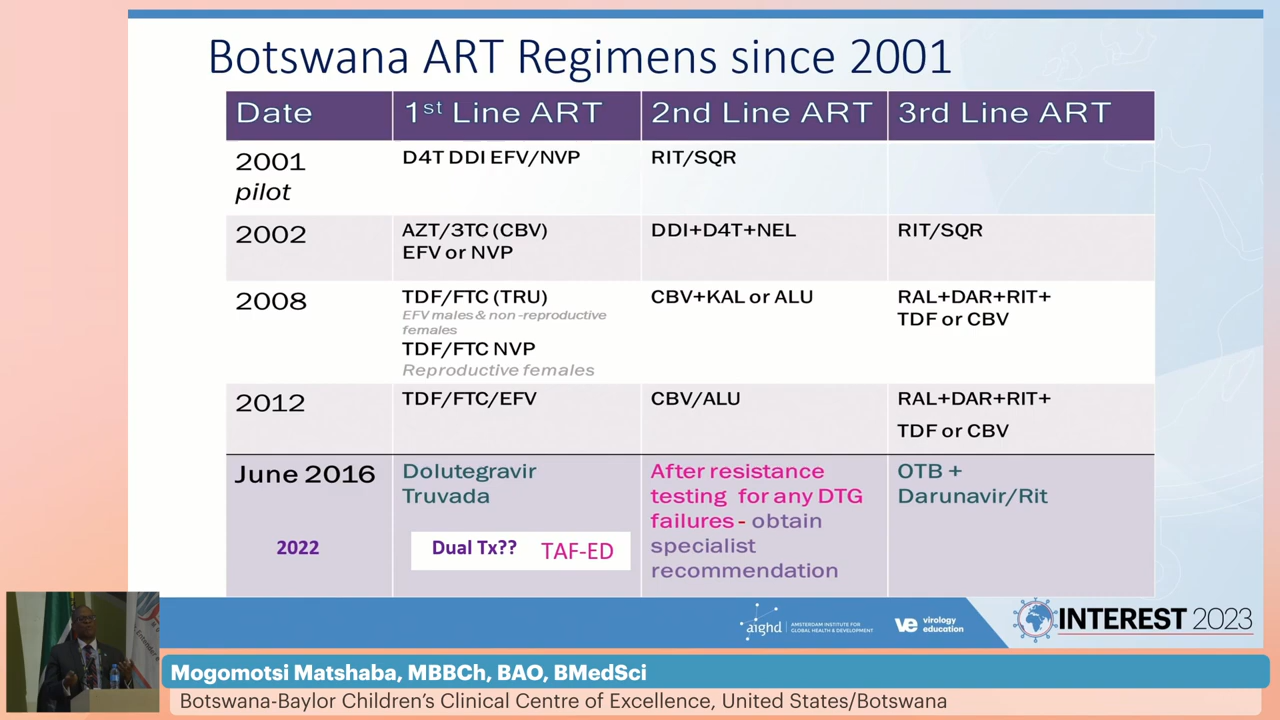 Botswana ART Regimens since 2001
Date
1st Line ART
2nd Line ART
3rd Line ART
2001
pilot
D4T DDI EFV/NVP
RIT/SQR
2002
AZT/3TC (CBV)
EFV or NVP
DDI+D4T+NEL
RIT/SQR
2008
TDF/FTC (TRU)
EFV males & non -reproductive
females
TDF/FTC NVP
Reproductive females
CBV+KAL or ALU
RAL+DAR+RIT+
TDF or CBV
2012
TDF/FTC/EFV
CBV/ALU
RAL+DAR+RIT+
TDF or CBV
June 2016
2022
Dolutegravir
Truvada
Dual Tx?? TAF-ED
After resistance
testing for any DTG
failures - obtain
specialist
recommendation
OTB +
Darunavir/Rit
aighd
AMSTERDAM INSTITUTE FOR
GLOBAL HEALTH & DEVELOPMENT
ve virology
education
INTEREST 2023
Mogomotsi Matshaba, MBBCh, BAO, BMedSci
Botswana-Baylor Children's Clinical Centre of Excellence, United States/Botswana